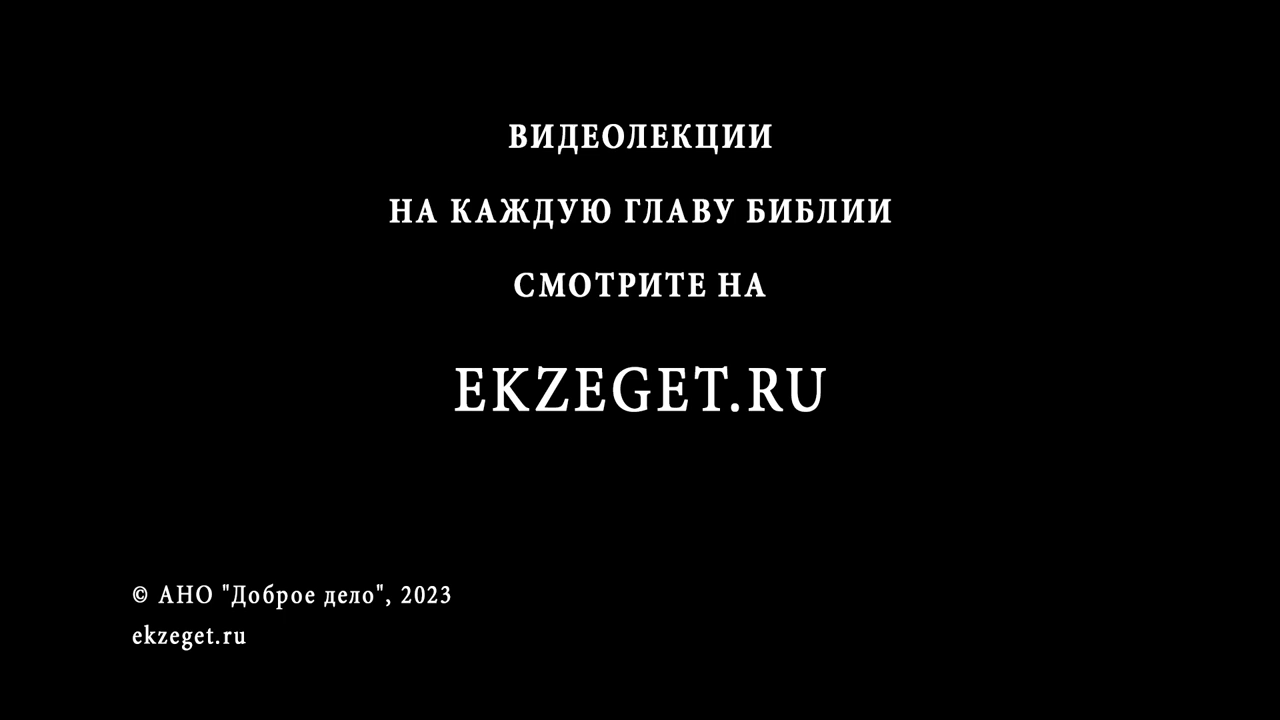 ВИДЕОЛЕКЦИИ
НА КАЖДУЮ ГЛАВУ БИБЛИИ
СМОТРИТЕ НА
EKZEGET.RU
© АНО "Доброе дело", 2023
ekzeget.ru